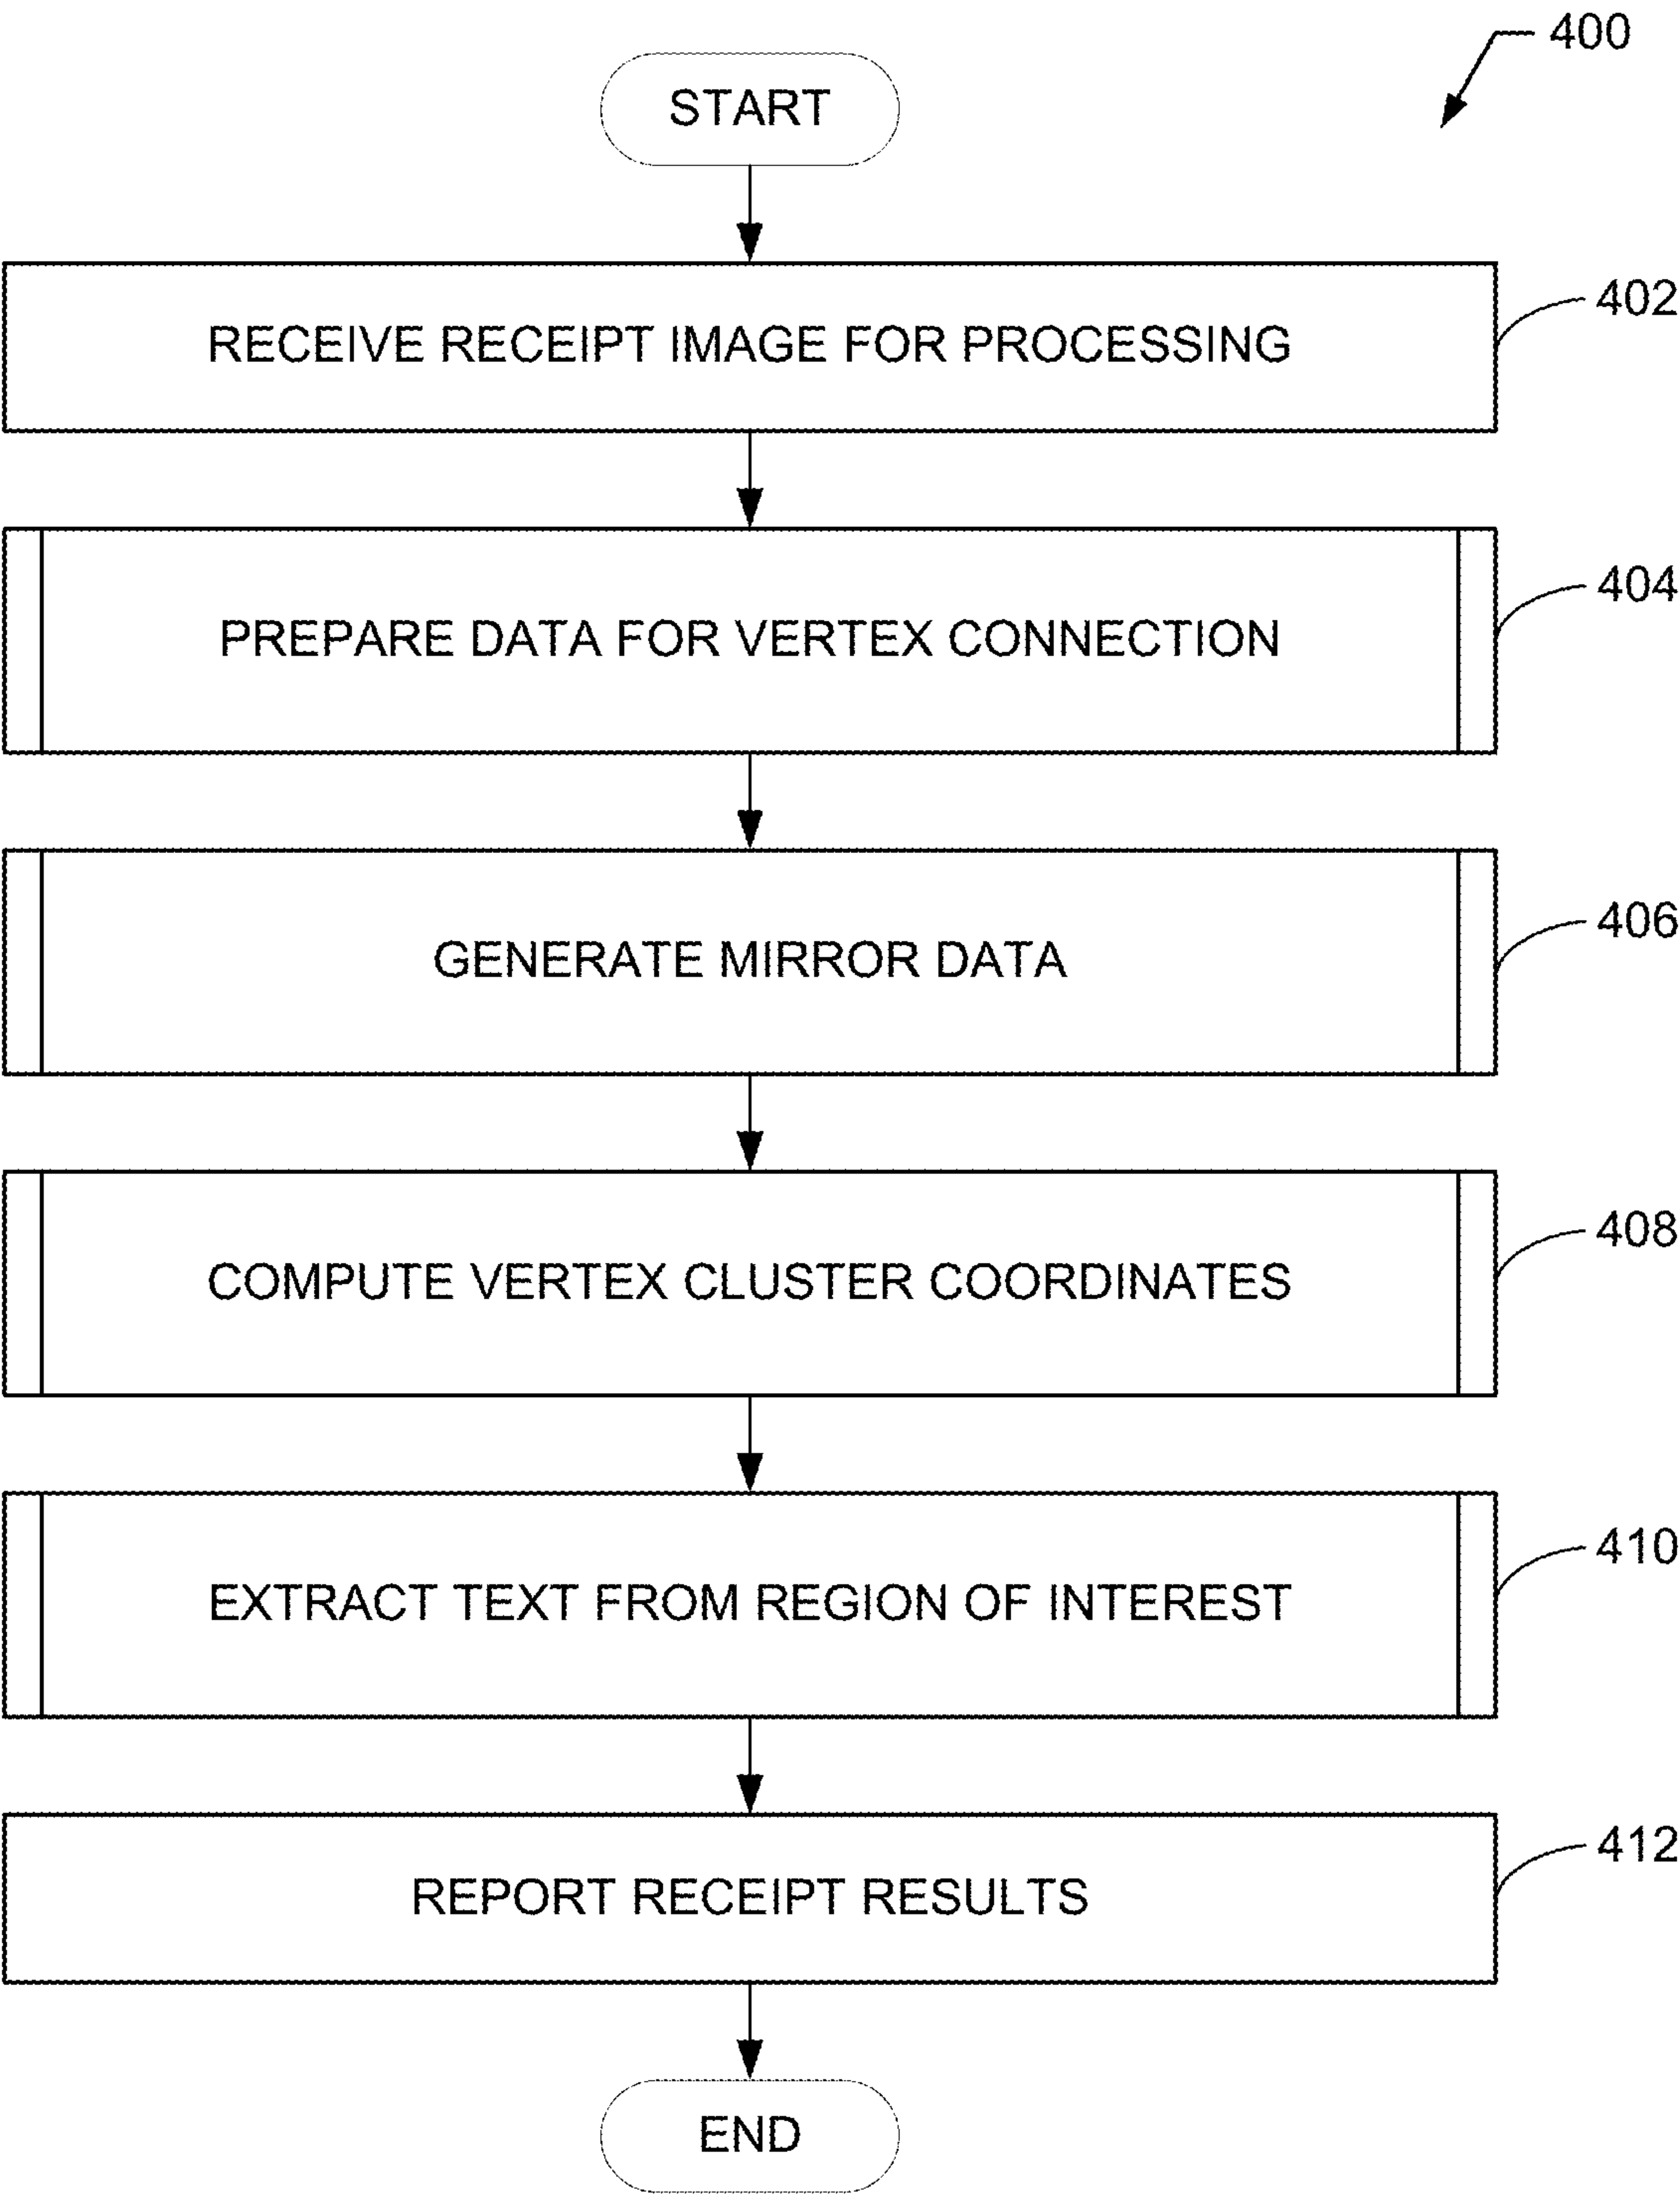 400
START
RECEIVE RECEIPT IMAGE FOR PROCESSING
402
PREPARE DATA FOR VERTEX CONNECTION
404
GENERATE MIRROR DATA
406
COMPUTE VERTEX CLUSTER COORDINATES
408
EXTRACT TEXT FROM REGION OF INTEREST
410
REPORT RECEIPT RESULTS
412
END